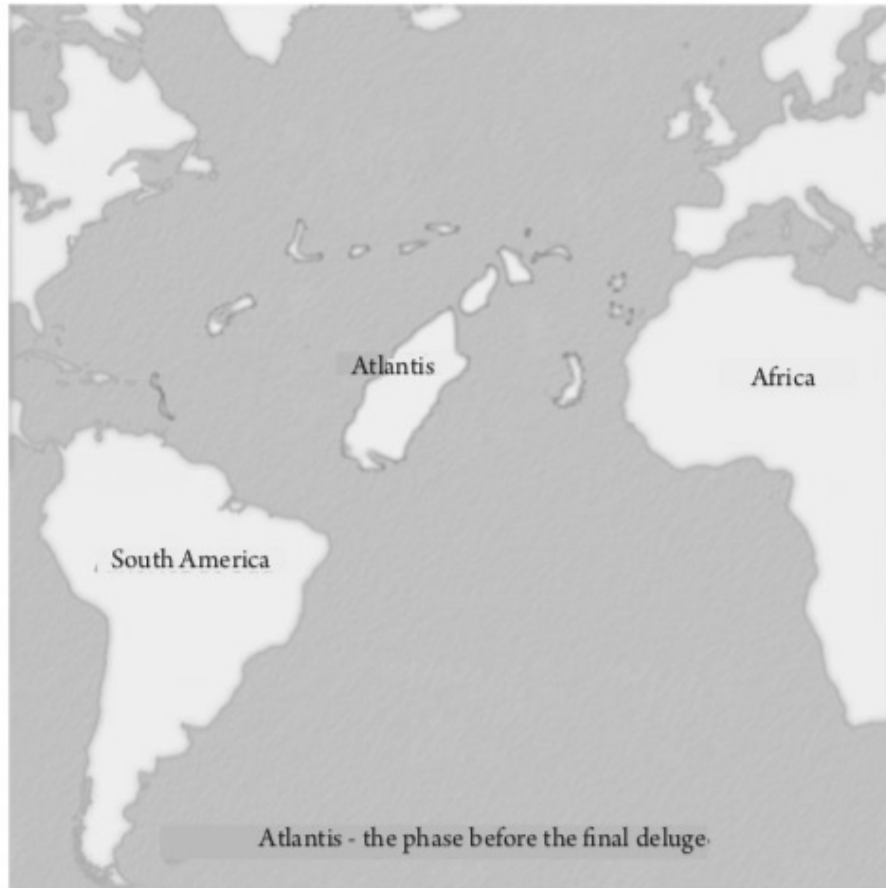 Atlantis
Africa
South America
Atlantis - the phase before the final deluge